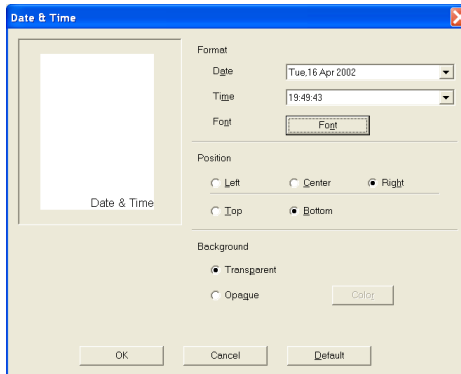 Date & Time
Format
Date
Tue,16 Apr 2002
Time
19:49:43
Font
Font
Date & Time
Position
Left
Center
Right
Top
Bottom
Background
Transparent
Opaque
Color
OK
Cancel
Default